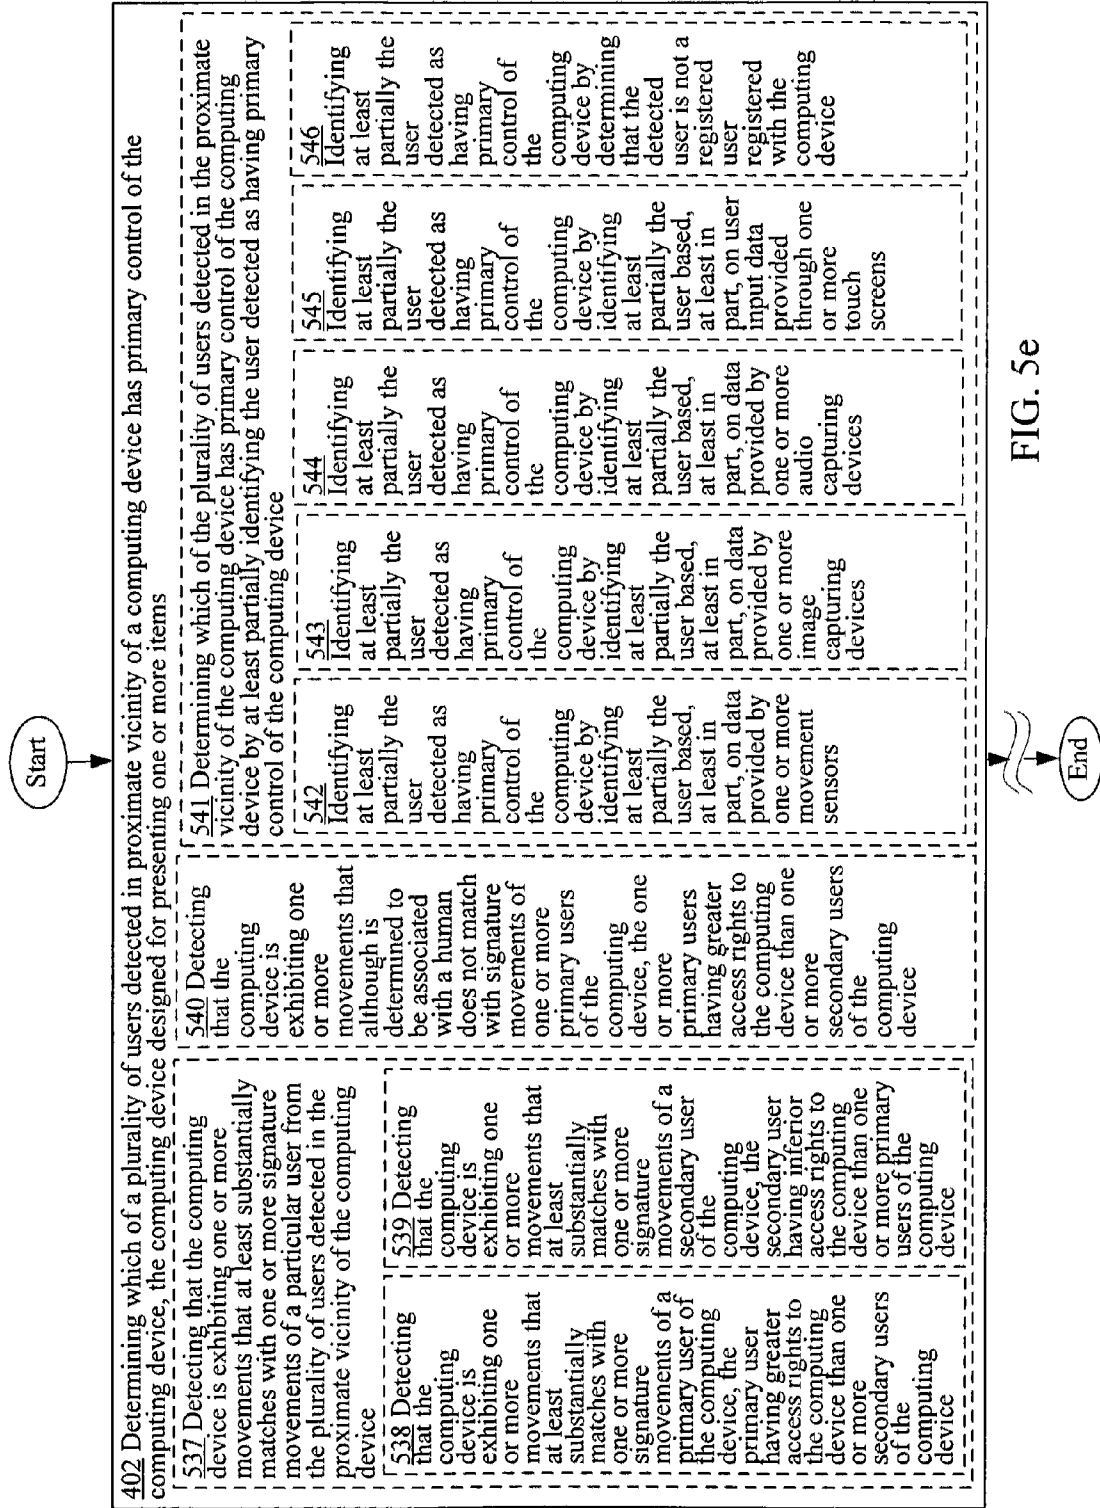 Start
402 Determining which of a plurality of users detected in proximate vicinity of a computing device has primary control of the
computing device, the computing device designed for presenting one or more items
537 Detecting that the computing
device is exhibiting one or more
movements that at least substantially
matches with one or more signature
movements of a particular user from
the plurality of users detected in the
proximate vicinity of the computing
device
538 Detecting
that the
computing
device is
exhibiting one
or more
movements that
at least
substantially
matches with
one or more
signature
movements of a
primary user of
the computing
device, the
primary user
having greater
access rights to
the computing
device than one
or more
secondary users
of the
computing
device
539 Detecting
that the
computing
device is
exhibiting one
or more
movements that
at least
substantially
matches with
one or more
signature
movements of a
secondary user
of the
computing
device, the
secondary user
having inferior
access rights to
the computing
device than one
or more primary
users of the
computing
device
540 Detecting
that the
computing
device is
exhibiting one
or more
movements that
although is
determined to
be associated
with a human
does not match
with signature
movements of
one or more
primary users
of the
computing
device, the one
or more
primary users
having greater
access rights to
the computing
device than one
or more
secondary users
of the
computing
device
541 Determining which of the plurality of users detected in the proximate
vicinity of the computing device has primary control of the computing
device by at least partially identifying the user detected as having primary
control of the computing device
542
Identifying
at least
partially the
user
detected as
having
primary
control of
the
computing
device by
identifying
at least
partially the
user based,
at least in
part, on data
provided by
one or more
movement
sensors
543
Identifying
at least
partially the
user
detected as
having
primary
control of
the
computing
device by
identifying
at least
partially the
user based,
at least in
part, on data
provided by
one or more
image
capturing
devices
544
Identifying
at least
partially the
user
detected as
having
primary
control of
the
computing
device by
identifying
at least
partially the
user based,
at least in
part, on data
provided by
one or more
audio
capturing
devices
545
Identifying
at least
partially the
user
detected as
having
primary
control of
the
computing
device by
identifying
at least
partially the
user based,
at least in
part, on user
input data
provided
through one
or more
touch
screens
546
Identifying
at least
partially the
user
detected as
having
primary
control of
the
computing
device by
determining
that the
detected
user is not a
registered
user
registered
with the
computing
device
End
FIG. 5e